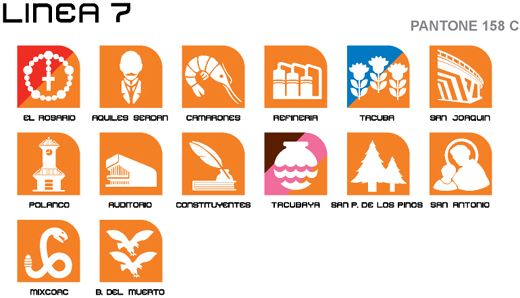 LINEA 7
PANTONE 158 C
EL ROSARIO
AQUILES SERDAN
CAMARONES
REFINERIA
TACUBA
SAN JOAQUIN
POLANCO
AUDITORIO
CONSTITUYENTES
TACUBAYA
SAN P. DE LOS PINOS
SAN ANTONIO
MIXCOAC
B. DEL MUERTO